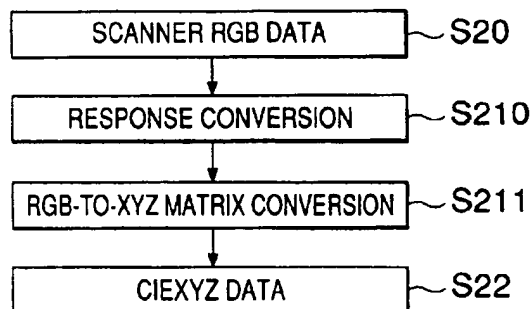 SCANNER RGB DATA S20
RESPONSE CONVERSION S210
RGB-TO-XYZ MATRIX CONVERSION S211
CIEXYZ DATA S22